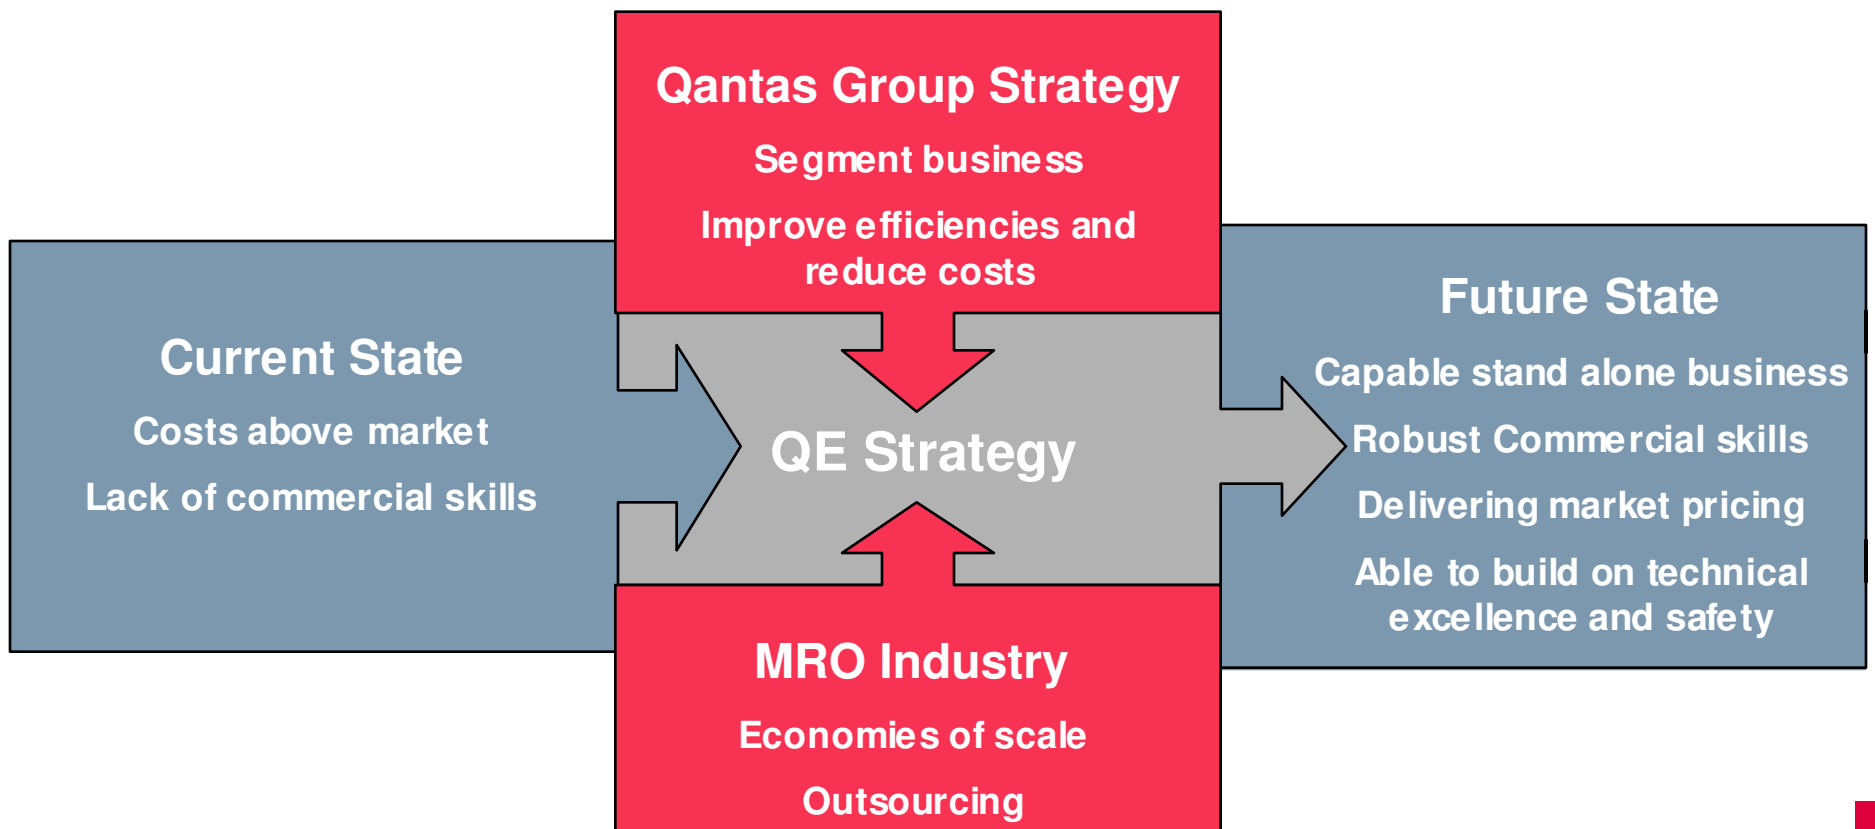 Qantas Group Strategy
Segment business
Improve efficiencies and
reduce costs
Current State
Costs above market
Lack of commercial skills
QE Strategy
Future State
Capable stand alone business
Robust Commercial skills
Delivering market pricing
Able to build on technical
excellence and safety
MRO Industry
Economies of scale
Outsourcing